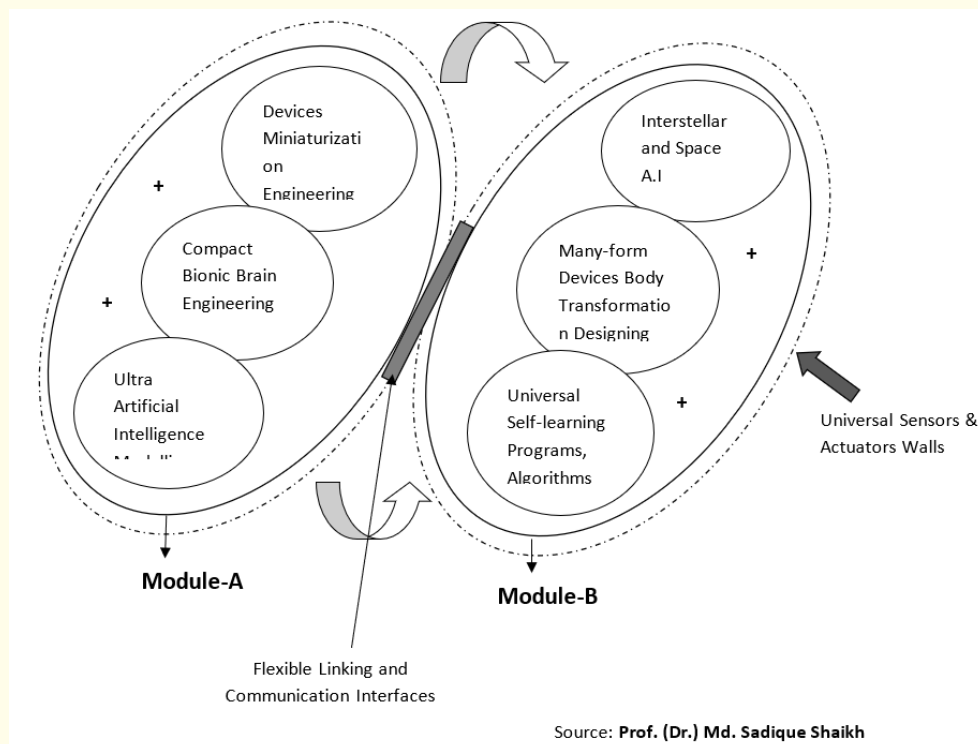 Devices
Miniaturizati
on
Engineering
+
Compact
Bionic Brain
Engineering
+
Ultra
Artificial
Intelligence
Module-A
Interstellar
and Space
A.I
Many-form
Devices Body
Transformatio
n Designing
+
Universal
Self-learning
Programs,
Algorithms
+
Module-B
Universal Sensors &
Actuators Walls
Flexible Linking and
Communication Interfaces
Source: Prof. (Dr.) Md. Sadique Shaikh